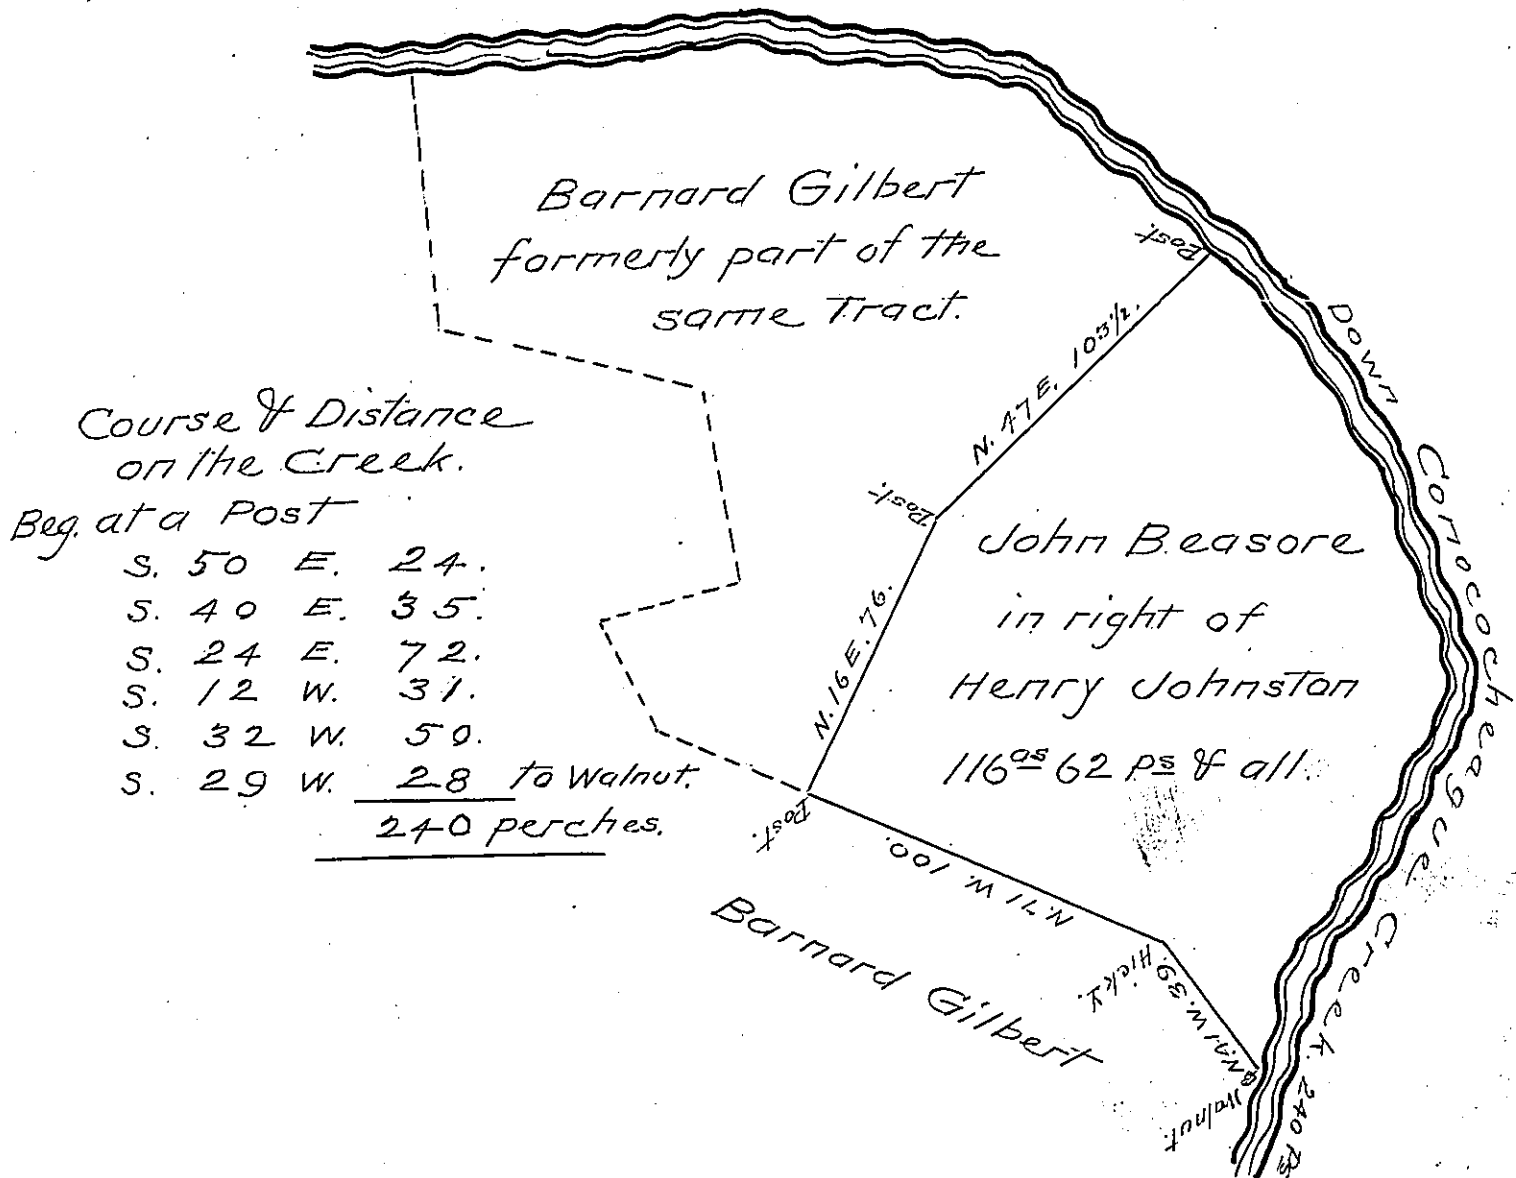 Barnard Gilbert
formerly part of the
same Tract.
Post.
N. 47 E. 103½.
Post.
N. 16 E. 76.
Post.
N. 71 W. 100.
Hick'y.
N. 41 W. 39.
Walnut.
Down Conococheague Creek. 240 Ps
John Beasore
in right of
Henry Johnston
116as 62 ps & all.
Barnard Gilbert
Course & Distance
on the Creek.
Beg. at a Post
S. 50 E. 24.
S. 40 E. 35.
S. 24 E. 72.
S. 12 W. 31.
S. 32 W. 50.
S. 29 W. 28 to Walnut.
240 perches.